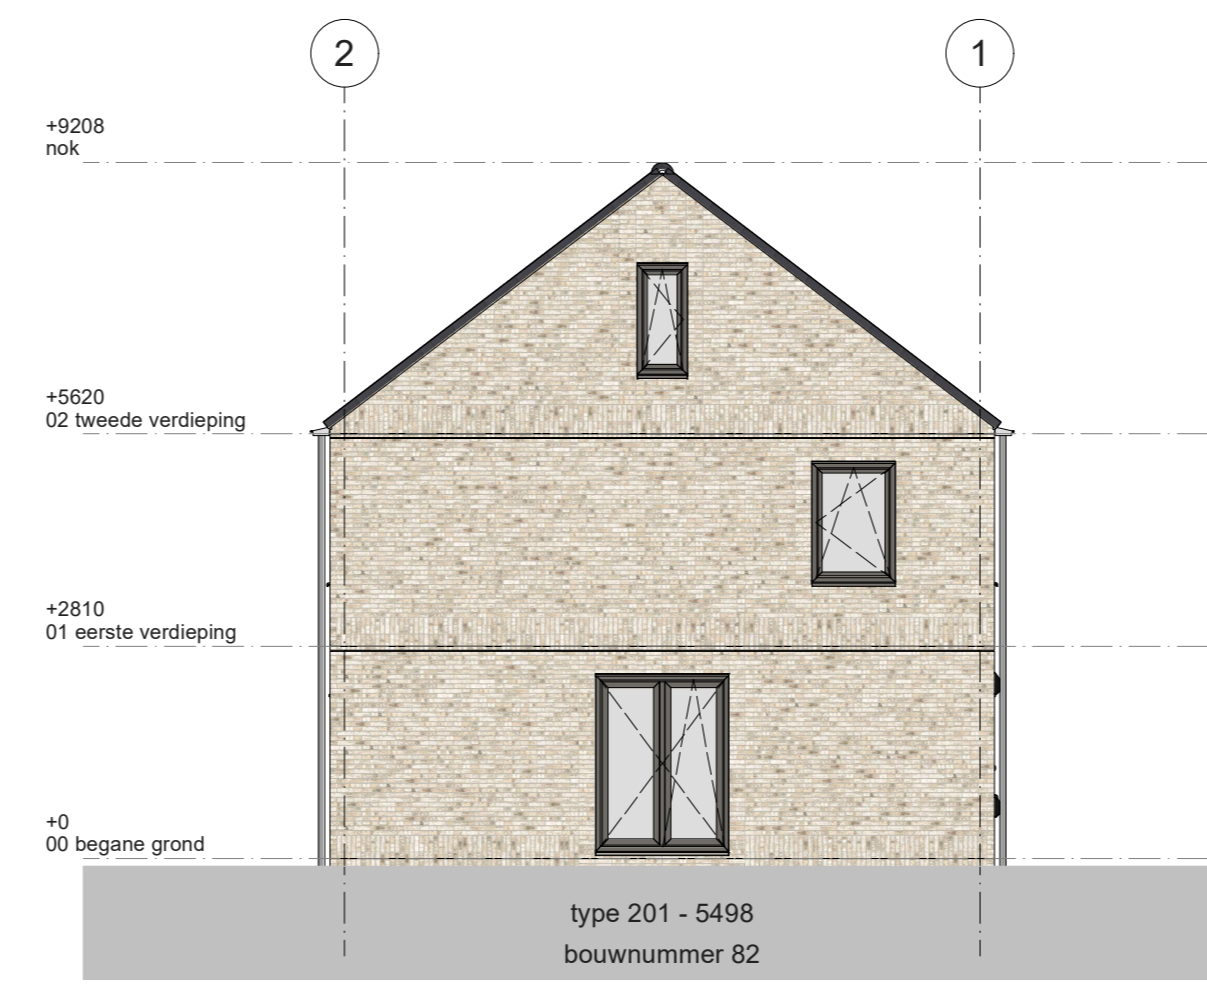 2
1
+9208
nok
+5620
02 tweede verdieping
+2810
01 eerste verdieping
+0
00 begane grond
type 201 - 5498
bouwnummer 82